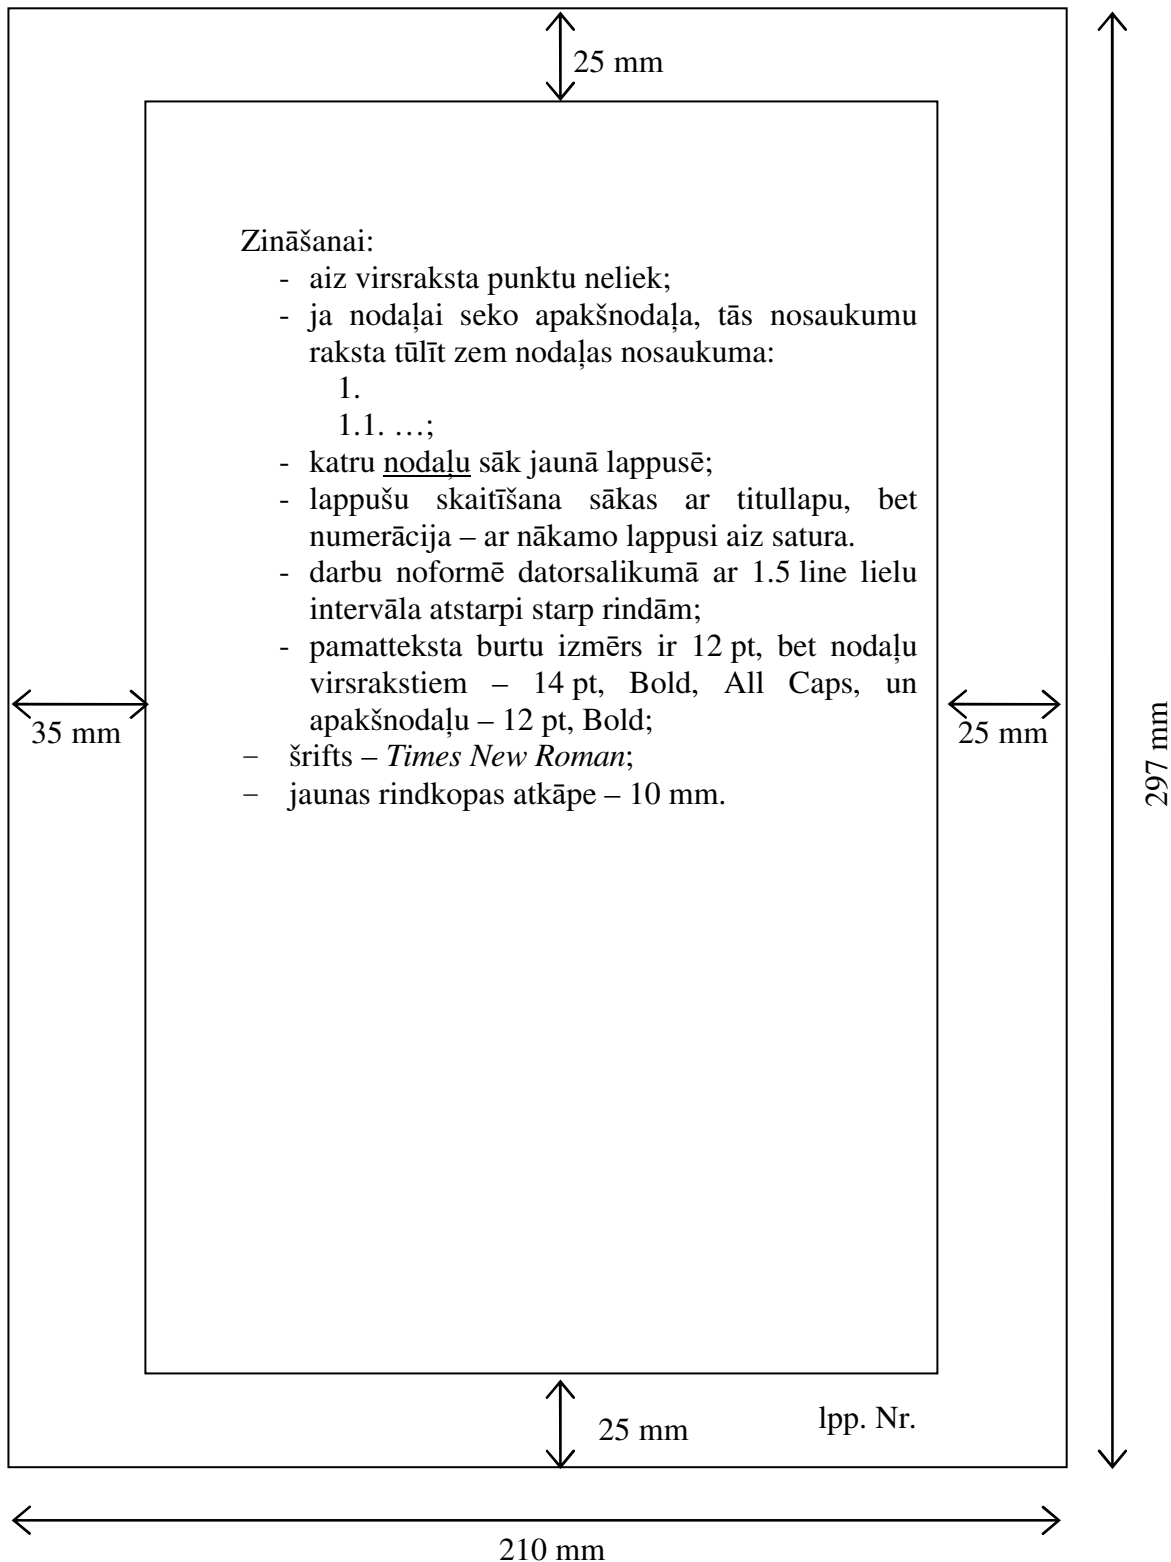 25 mm
Zināšanai:
- aiz virsraksta punktu neliek;
- ja nodaļai seko apakšnodaļa, tās nosaukumu
raksta tūlīt zem nodaļas nosaukuma:
1.
1.1. …;
- katru nodaļu sāk jaunā lappusē;
- lappušu skaitīšana sākas ar titullapu, bet
numerācija – ar nākamo lappusi aiz satura.
- darbu noformē datorsalikumā ar 1.5 line lielu
intervāla atstarpi starp rindām;
- pamatteksta burtu izmērs ir 12 pt, bet nodaļu
virsrakstiem – 14 pt, Bold, All Caps, un
apakšnodaļu – 12 pt, Bold;
− šrifts – Times New Roman;
− jaunas rindkopas atkāpe – 10 mm.
35 mm
25 mm
297 mm
25 mm
lpp. Nr.
210 mm